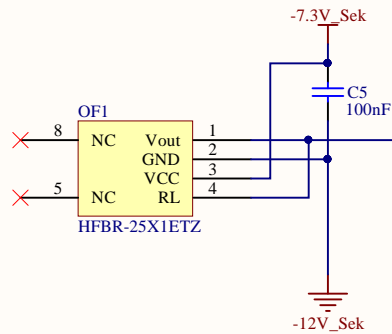 -7.3V_Sek
C5
100nF
OF1
8 NC Vout 1
GND 2
VCC 3
5 NC RL 4
HFBR-25X1ETZ
-12V_Sek